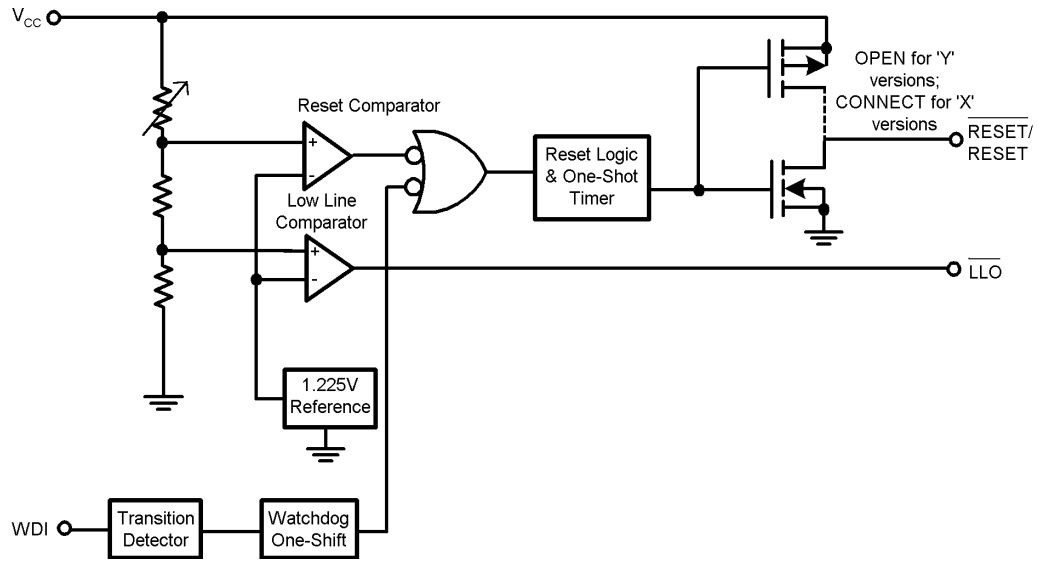 VCC
Reset Comparator
+
-
Low Line
Comparator
+
-
1.225V
Reference
Reset Logic
& One-Shot
Timer
OPEN for 'Y'
versions;
CONNECT for 'X'
versions
RESET/
RESET
LLO
WDI
Transition
Detector
Watchdog
One-Shift